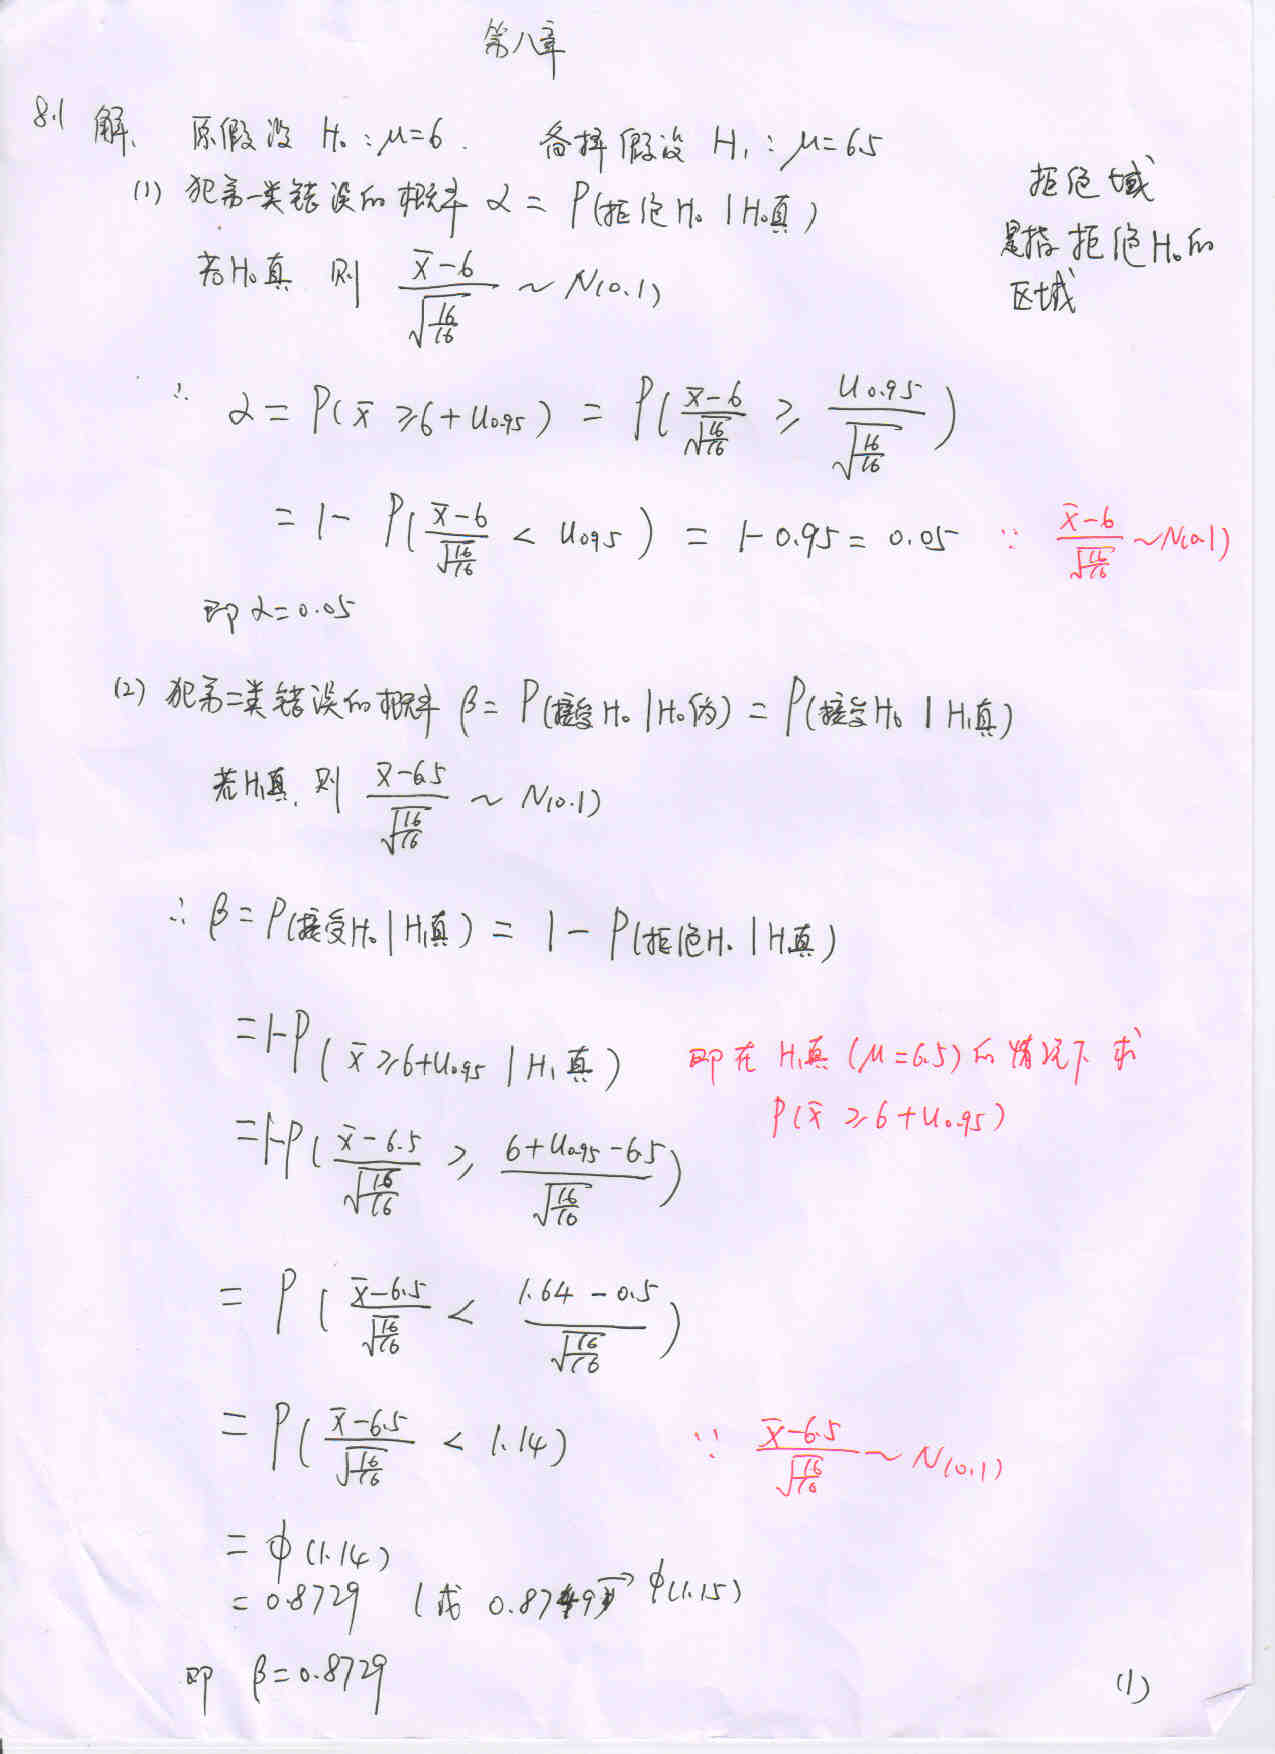 第八章
8.1 解、 原假设 H₀:μ=6. 备择假设 H₁:μ=6.5
(1) 犯第一类错误的概率 α = P(拒绝H₀|H₀真)
拒绝域
是指拒绝H₀的
区域
若H₀真 则 (x̄-6)/√(16/16) ~ N(0.1)
∴ α = P(x̄ ≥6+u0.95) = P((x̄-6)/√(16/16) ≥ u0.95/√(16/16))
= 1- P((x̄-6)/√(16/16) < u0.95) = 1-0.95 = 0.05 ∵ (x̄-6)/√(16/16) ~N(0.1)
即 α=0.05
(2) 犯第二类错误的概率 β= P(接受H₀|H₀伪) = P(接受H₀|H₁真)
若H₁真, 则 (x̄-6.5)/√(16/16) ~ N(0.1)
∴ β = P(接受H₀|H₁真) = 1- P(拒绝H₀|H₁真)
=1-P(x̄ ≥6+u0.95 | H₁真) 即在 H₁真 (μ=6.5)的情况下求
P(x̄ ≥6+u0.95)
=1-P((x̄-6.5)/√(16/16) ≥ (6+u0.95-6.5)/√(16/16))
= P((x̄-6.5)/√(16/16) < (1.64-0.5)/√(16/16))
= P((x̄-6.5)/√(16/16) < 1.14) ∵ (x̄-6.5)/√(16/16) ~ N(0.1)
= ϕ(1.14)
= 0.8729 (或 0.8749→ϕ(1.15))
即 β=0.8729
(1)